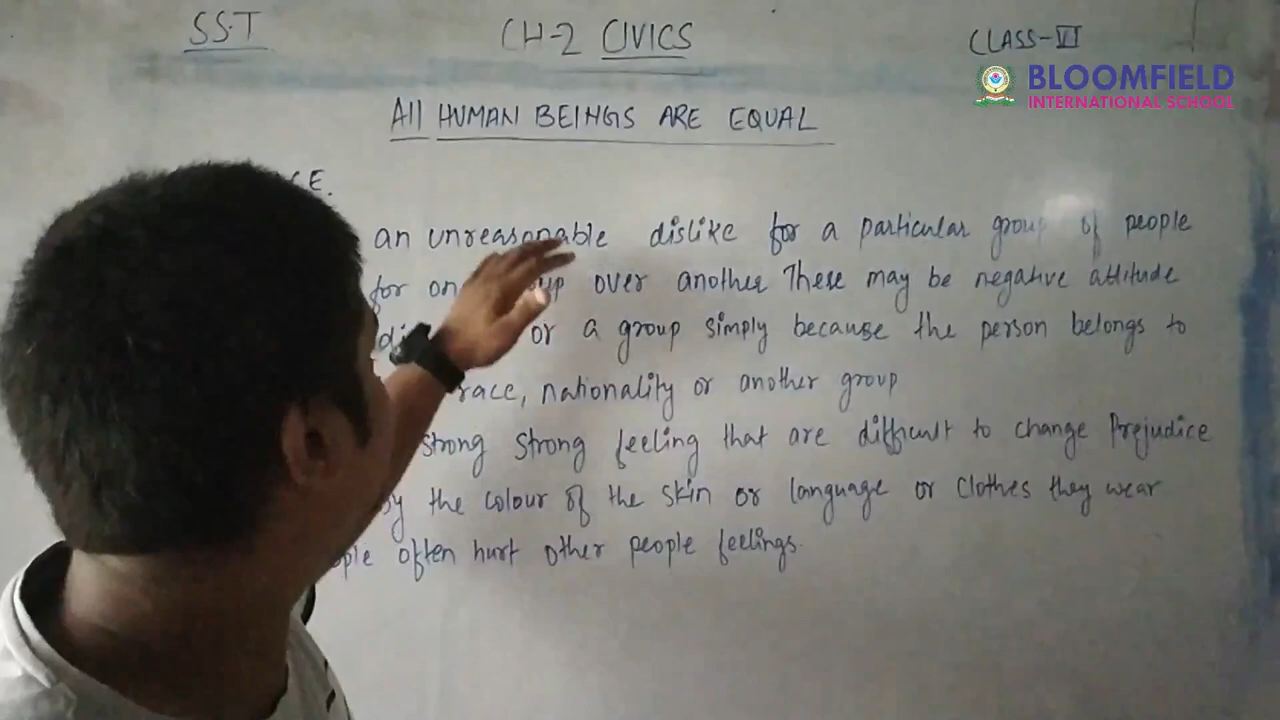 SS.T
CH-2 CIVICS
CLASS-VI
BLOOMFIELD
INTERNATIONAL SCHOOL
All HUMAN BEINGS ARE EQUAL
an unreasonable dislike for a particular group of people
for over another These may be negative attitude
or a group simply because the person belongs to
race, nationality or another group
strong strong feeling that are difficult to change Prejudice
by the colour of the skin or language or clothes they wear
often hurt other people feelings.